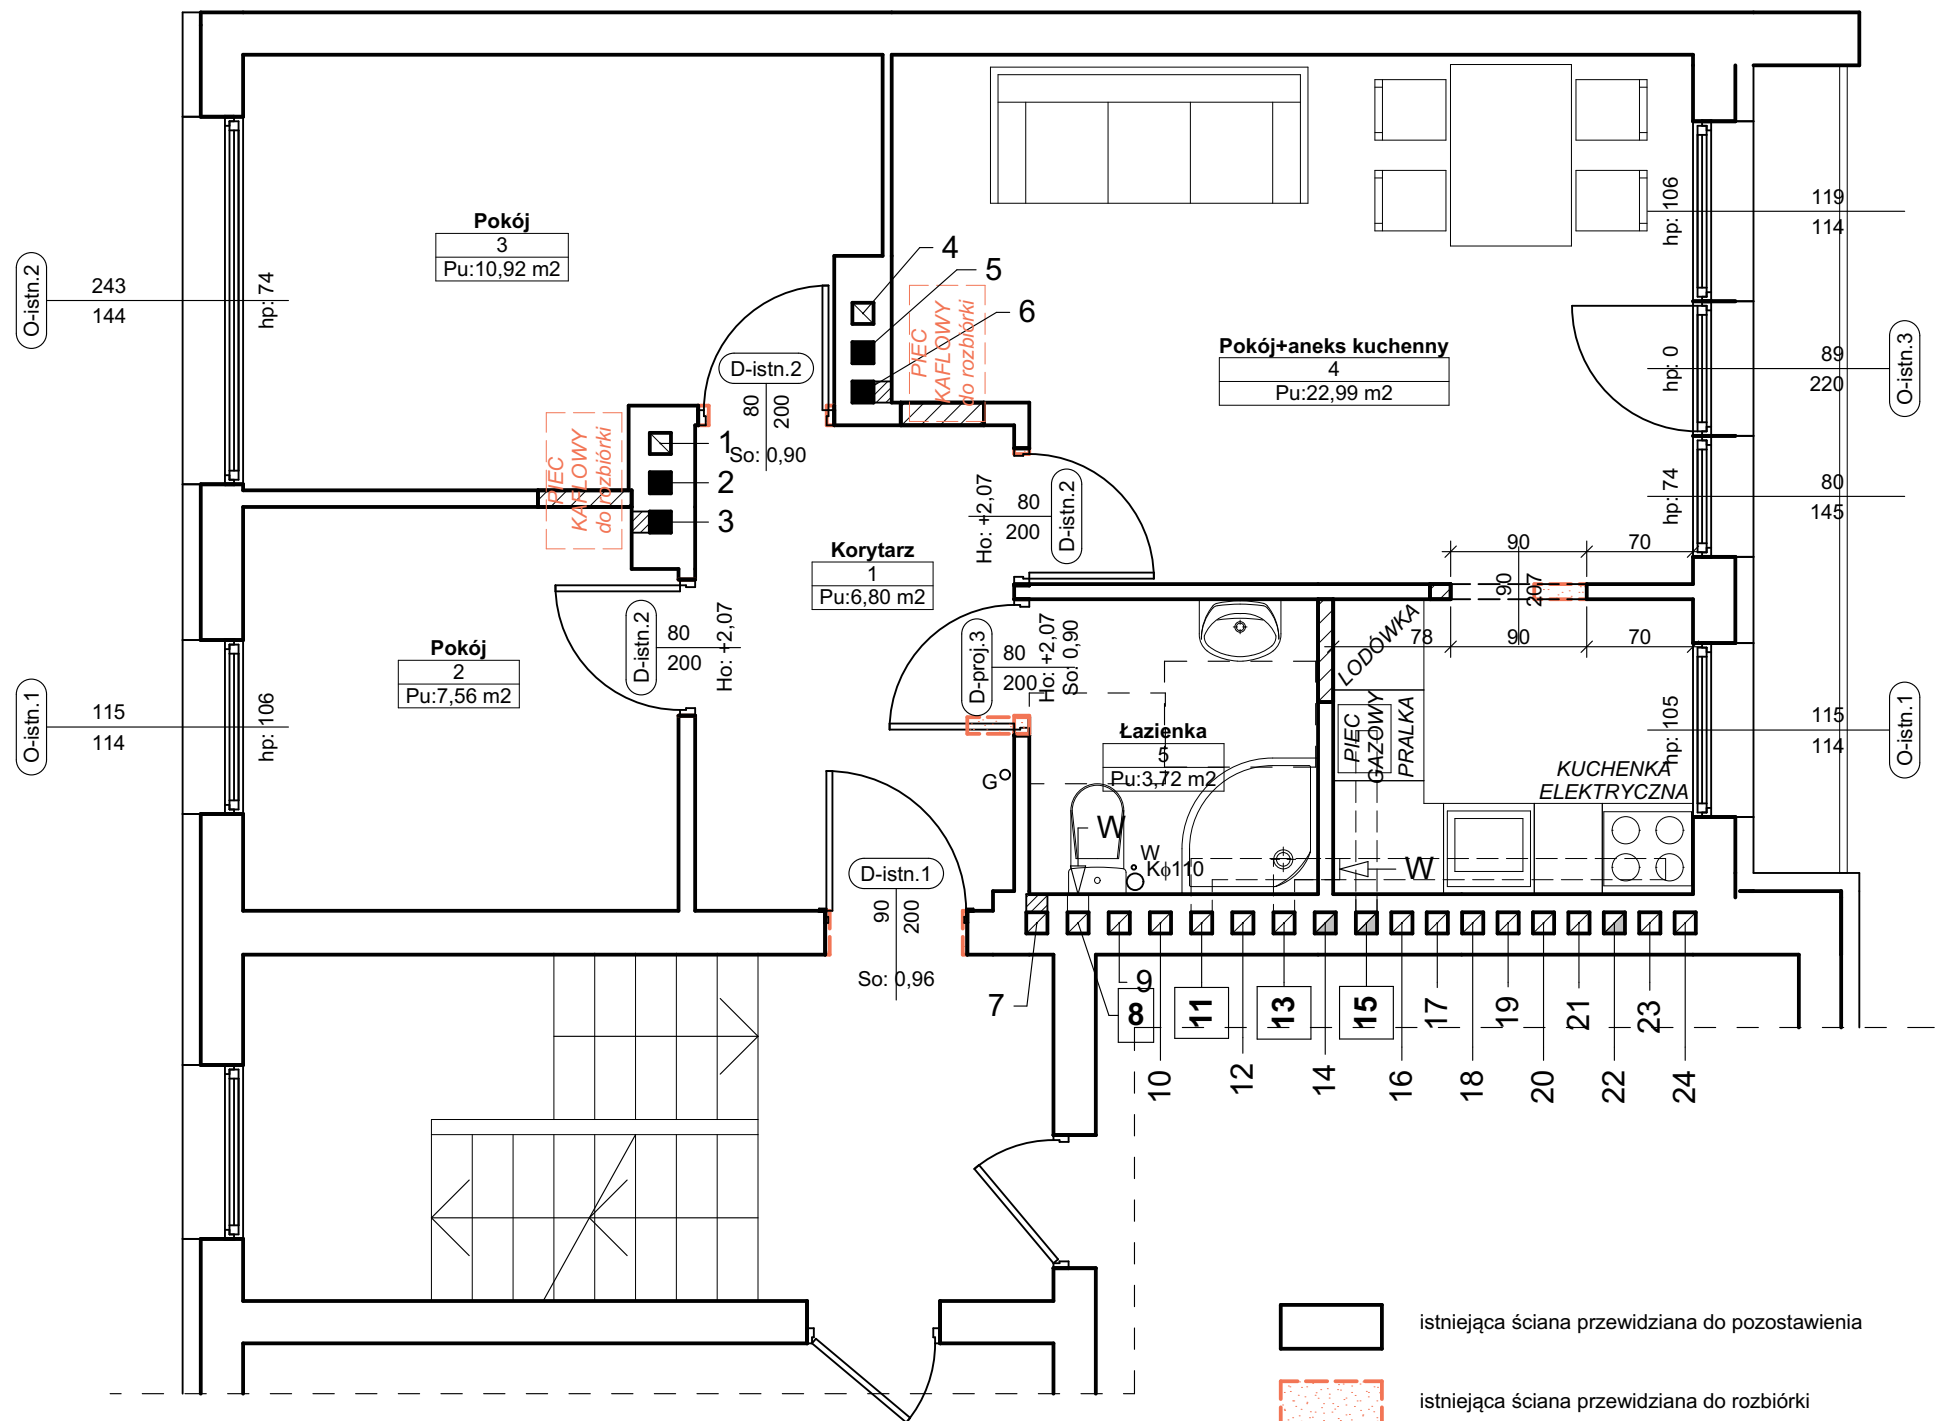 Pokój
3
Pu:10,92 m2
O-istn.2
243
144
hp: 74
4
5
6
PIEC
KAFLOWY
do rozbiórki
D-istn.2
80
200
So: 0,90
Pokój+aneks kuchenny
4
Pu:22,99 m2
hp: 106
119
114
hp: 0
89
220
O-istn.3
hp: 74
80
145
PIEC
KAFLOWY
do rozbiórki
1
2
3
Ho: +2,07
80
200
D-istn.2
90
70
90
207
78
90
70
Korytarz
1
Pu:6,80 m2
Pokój
2
Pu:7,56 m2
O-istn.1
115
114
hp: 106
D-istn.2
80
200
Ho: +2,07
D-proj.3
80
200
Ho: +2,07
So: 0,90
LODÓWKA
PIEC
GAZOWY
PRALKA
Łazienka
5
Pu:3,72 m2
G
KUCHENKA
ELEKTRYCZNA
hp: 105
115
114
O-istn.1
W
W
Kϕ110
W
D-istn.1
90
200
So: 0,96
7
8
9
10
11
12
13
14
15
16
17
18
19
20
21
22
23
24
istniejąca ściana przewidziana do pozostawienia
istniejąca ściana przewidziana do rozbiórki